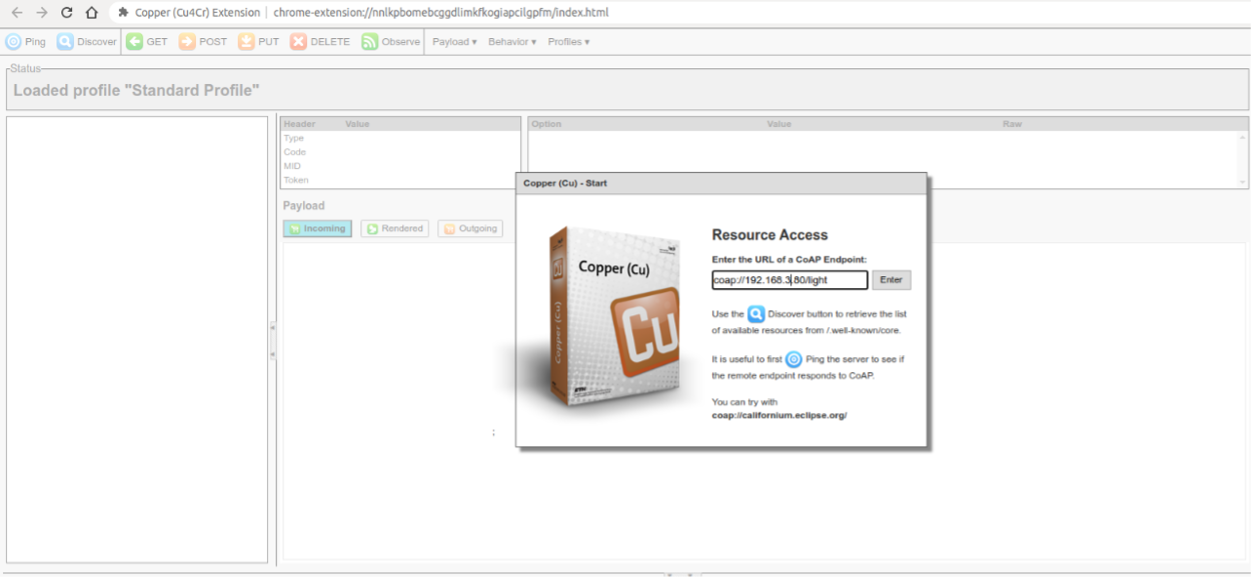 Copper (Cu4Cr) Extension | chrome-extension://nnlkpbomebcggdlimkfkogiapcilgpfm/index.html
Ping Discover GET POST PUT DELETE Observe Payload ▾ Behavior ▾ Profiles ▾
Status
Loaded profile "Standard Profile"
Header Value
Option Value Raw
Type
Code
MID
Token
Payload
Incoming Rendered Outgoing
;
Copper (Cu) - Start
Copper (Cu)
Cu
Copper (Cu)
Resource Access
Enter the URL of a CoAP Endpoint:
coap://192.168.3.80/light Enter
Use the Discover button to retrieve the list
of available resources from /.well-known/core.
It is useful to first Ping the server to see if
the remote endpoint responds to CoAP.
You can try with
coap://californium.eclipse.org/